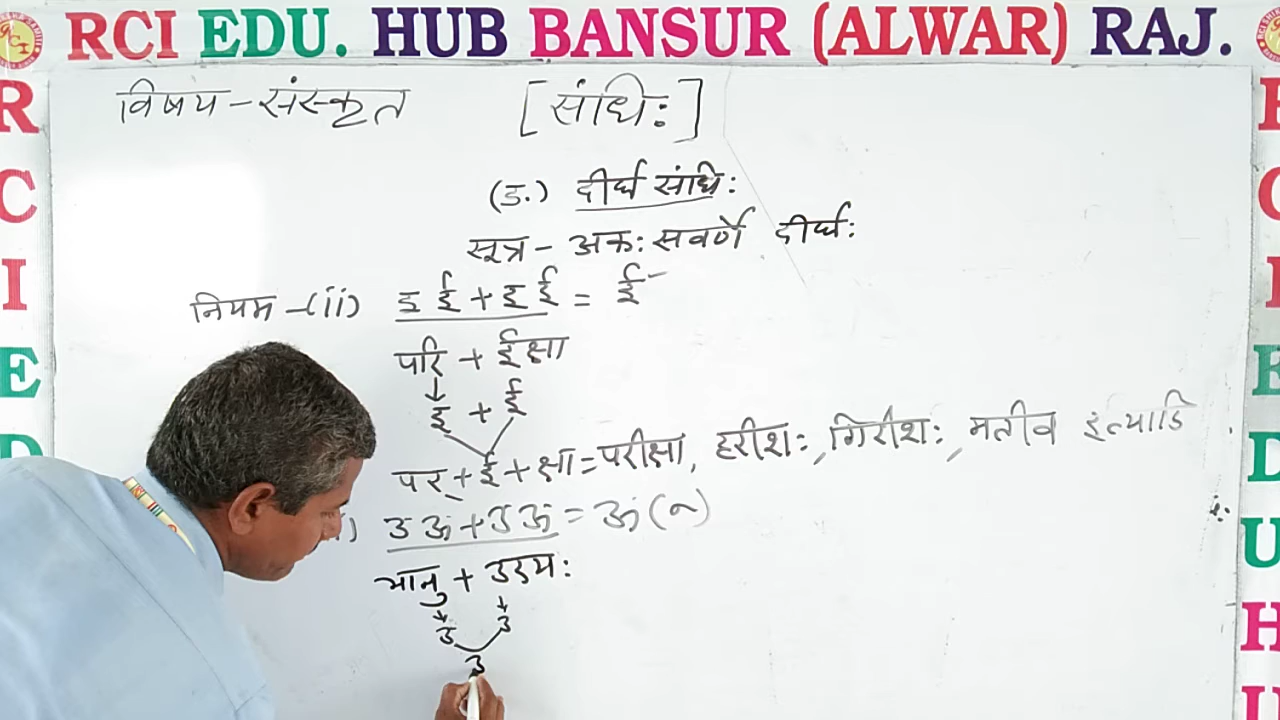 RCI EDU. HUB BANSUR (ALWAR) RAJ.
विषय - संस्कृत [संधिः]
(ड.) दीर्घ संधिः
सूत्र - अकः सवर्णे दीर्घः
नियम -(ii) इ ई + इ ई = ई
परि + ईक्षा
इ + ई
पर् + ई + क्षा = परीक्षा, हरीशः, गिरीशः, मतीव इत्यादि
) उ ऊ + उ ऊ = ऊ (ू)
भानु + उदयः
उ उ
उ
R
C
I
E
D
R
C
I
E
D
U
H
U